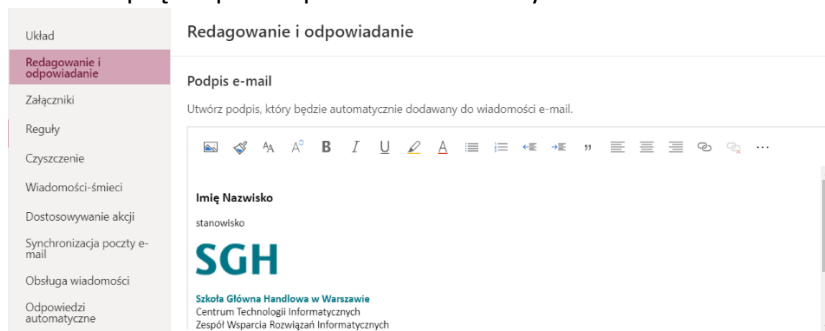 Układ
Redagowanie i
odpowiadanie
Załączniki
Reguły
Czyszczenie
Wiadomości-śmieci
Dostosowywanie akcji
Synchronizacja poczty e-
mail
Obsługa wiadomości
Odpowiedzi
automatyczne
Redagowanie i odpowiadanie
Podpis e-mail
Utwórz podpis, który będzie automatycznie dodawany do wiadomości e-mail.
Imię Nazwisko
stanowisko
SGH
Szkoła Główna Handlowa w Warszawie
Centrum Technologii Informatycznych
Zespół Wsparcia Rozwiązań Informatycznych